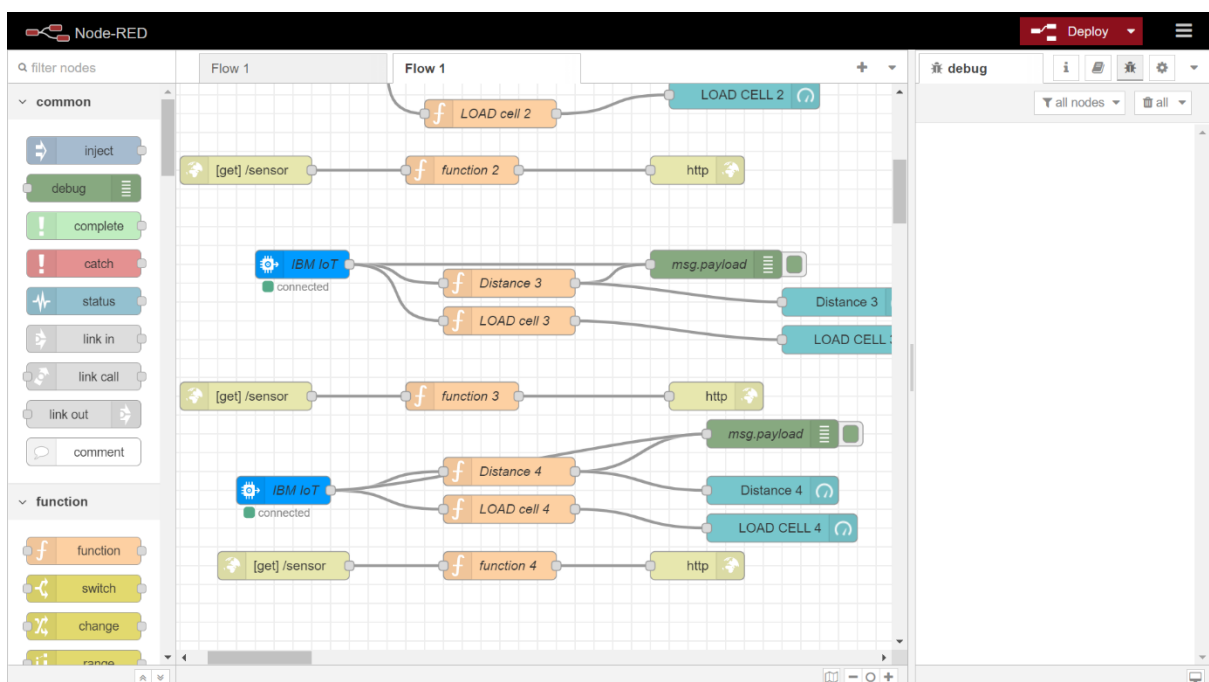 Node-RED
Deploy
filter nodes
Flow 1
Flow 1
debug
i
all nodes
all
common
inject
debug
complete
catch
status
link in
link call
link out
comment
function
function
switch
change
range
LOAD cell 2
LOAD CELL 2
[get] /sensor
function 2
http
IBM IoT
connected
msg.payload
Distance 3
Distance 3
LOAD cell 3
LOAD CELL
[get] /sensor
function 3
http
msg.payload
Distance 4
IBM IoT
connected
Distance 4
LOAD cell 4
LOAD CELL 4
[get] /sensor
function 4
http